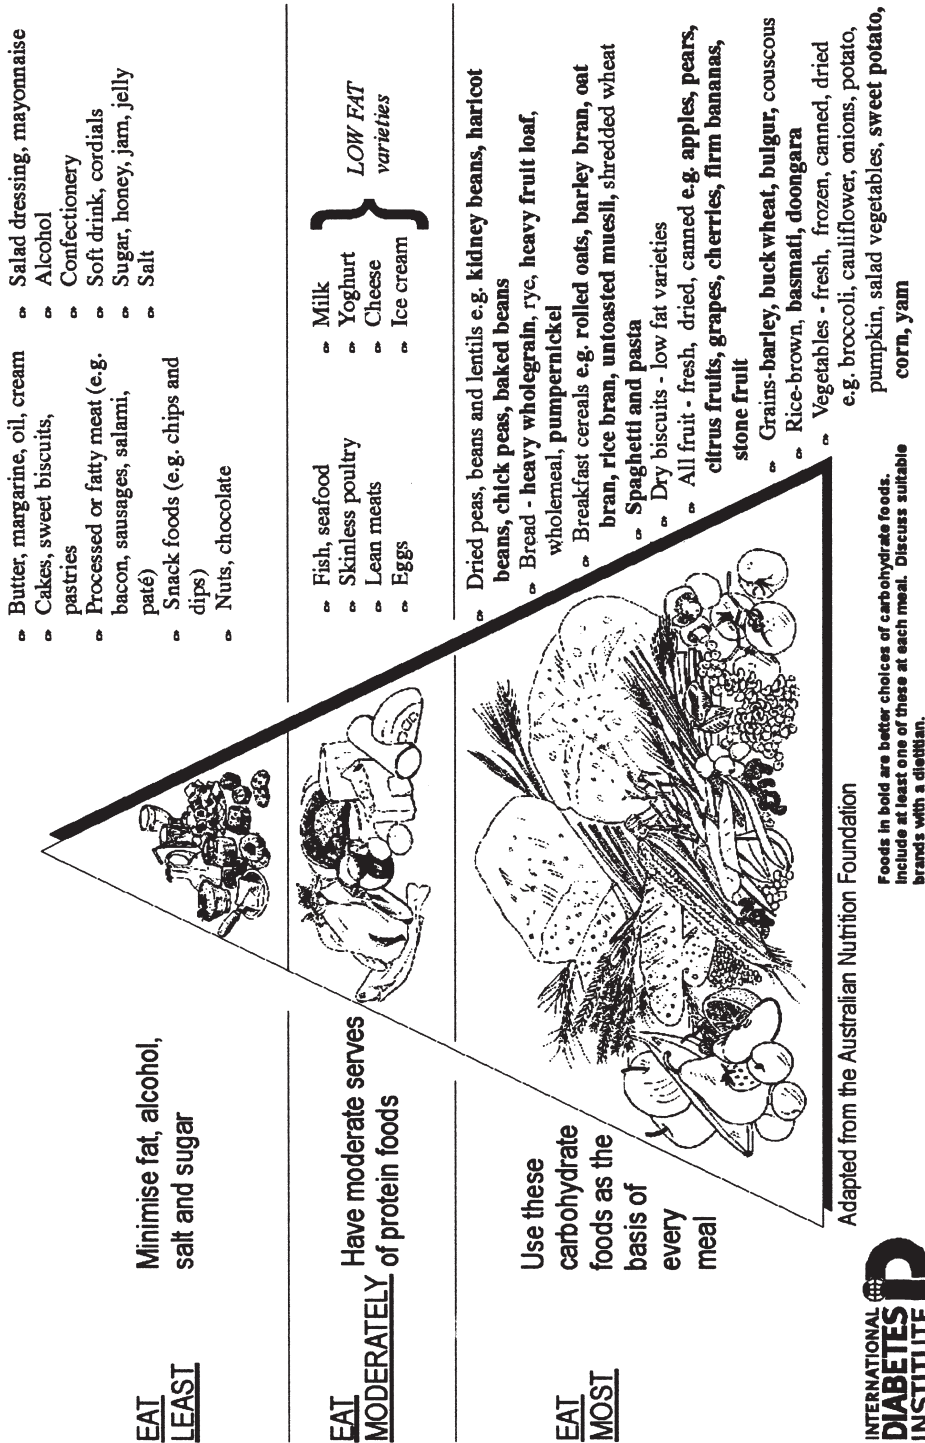 EAT
LEAST
Minimise fat, alcohol,
salt and sugar
Butter, margarine, oil, cream
Cakes, sweet biscuits,
pastries
Processed or fatty meat (e.g.
bacon, sausages, salami,
paté)
Snack foods (e.g. chips and
dips)
Nuts, chocolate
Salad dressing, mayonnaise
Alcohol
Confectionery
Soft drink, cordials
Sugar, honey, jam, jelly
Salt
EAT
MODERATELY
Have moderate serves
of protein foods
Fish, seafood
Skinless poultry
Lean meats
Eggs
Milk
Yoghurt
Cheese
Ice cream
LOW FAT
varieties
EAT
MOST
Use these
carbohydrate
foods as the
basis of
every
meal
Dried peas, beans and lentils e.g. kidney beans, haricot
beans, chick peas, baked beans
Bread - heavy wholegrain, rye, heavy fruit loaf,
wholemeal, pumpernickel
Breakfast cereals e.g. rolled oats, barley bran, oat
bran, rice bran, untoasted muesli, shredded wheat
Spaghetti and pasta
Dry biscuits - low fat varieties
All fruit - fresh, dried, canned e.g. apples, pears,
citrus fruits, grapes, cherries, firm bananas,
stone fruit
Grains-barley, buckwheat, bulgur, couscous
Rice-brown, basmati, doongara
Vegetables - fresh, frozen, canned, dried
e.g. broccoli, cauliflower, onions, potato,
pumpkin, salad vegetables, sweet potato,
corn, yam
Adapted from the Australian Nutrition Foundation
Foods in bold are better choices of carbohydrate foods.
Include at least one of these at each meal. Discuss suitable
brands with a dietitian.
INTERNATIONAL
DIABETES
INSTITUTE